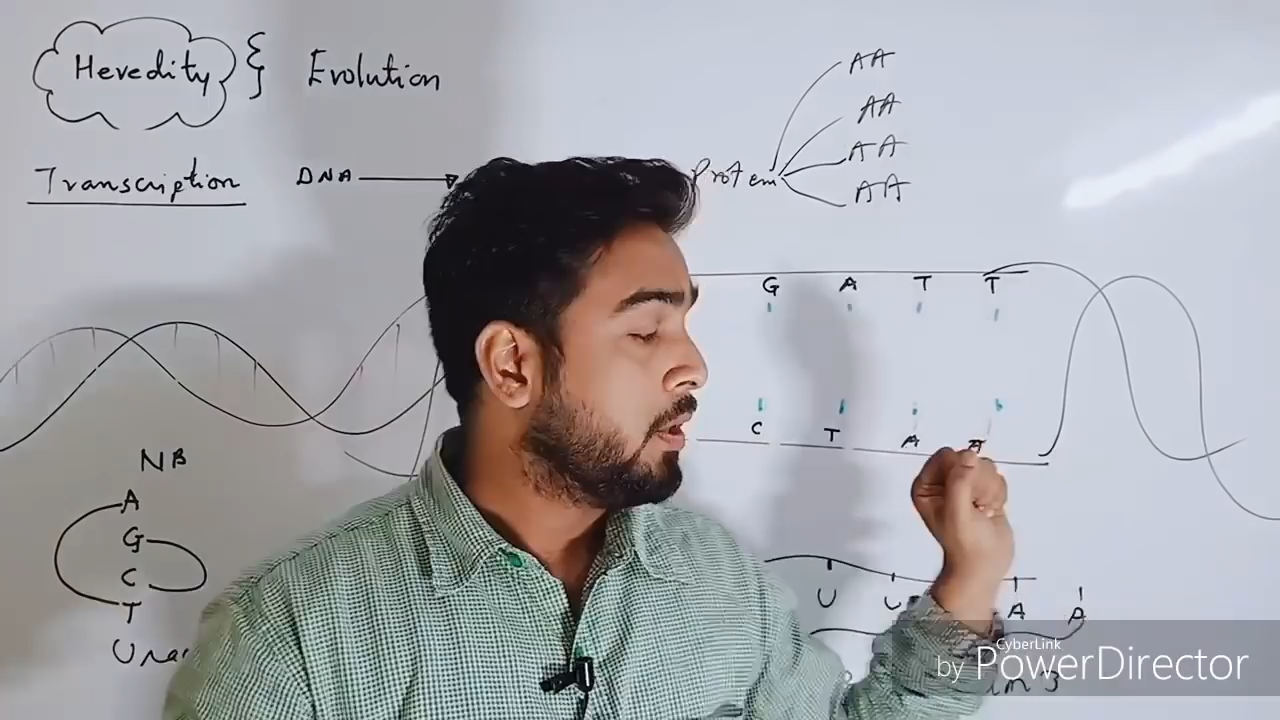 Heredity } Evolution
AA
AA
AA
AA
Transcription DNA Protein
G A T T
C T A A
NB
A
G
C
T
U U A A
by CyberLink PowerDirector